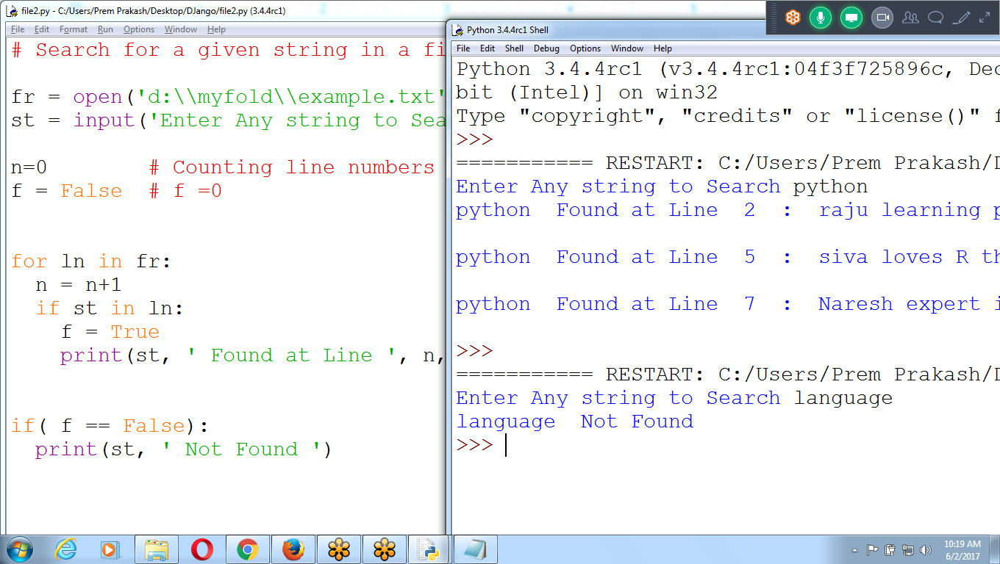 file2.py - C:/Users/Prem Prakash/Desktop/DJango/file2.py (3.4.4rc1)
File Edit Format Run Options Window Help
# Search for a given string in a fi
fr = open('d:\\myfold\\example.txt'
st = input('Enter Any string to Sea
n=0 # Counting line numbers
f = False # f =0
for ln in fr:
n = n+1
if st in ln:
f = True
print(st, ' Found at Line ', n,
if( f == False):
print(st, ' Not Found ')
Python 3.4.4rc1 Shell
File Edit Shell Debug Options Window Help
Python 3.4.4rc1 (v3.4.4rc1:04f3f725896c, Dec
bit (Intel)] on win32
Type "copyright", "credits" or "license()" f
>>>
=========== RESTART: C:/Users/Prem Prakash/D
Enter Any string to Search python
python Found at Line 2 : raju learning p
python Found at Line 5 : siva loves R th
python Found at Line 7 : Naresh expert i
>>>
=========== RESTART: C:/Users/Prem Prakash/D
Enter Any string to Search language
language Not Found
>>>
10:19 AM
6/2/2017